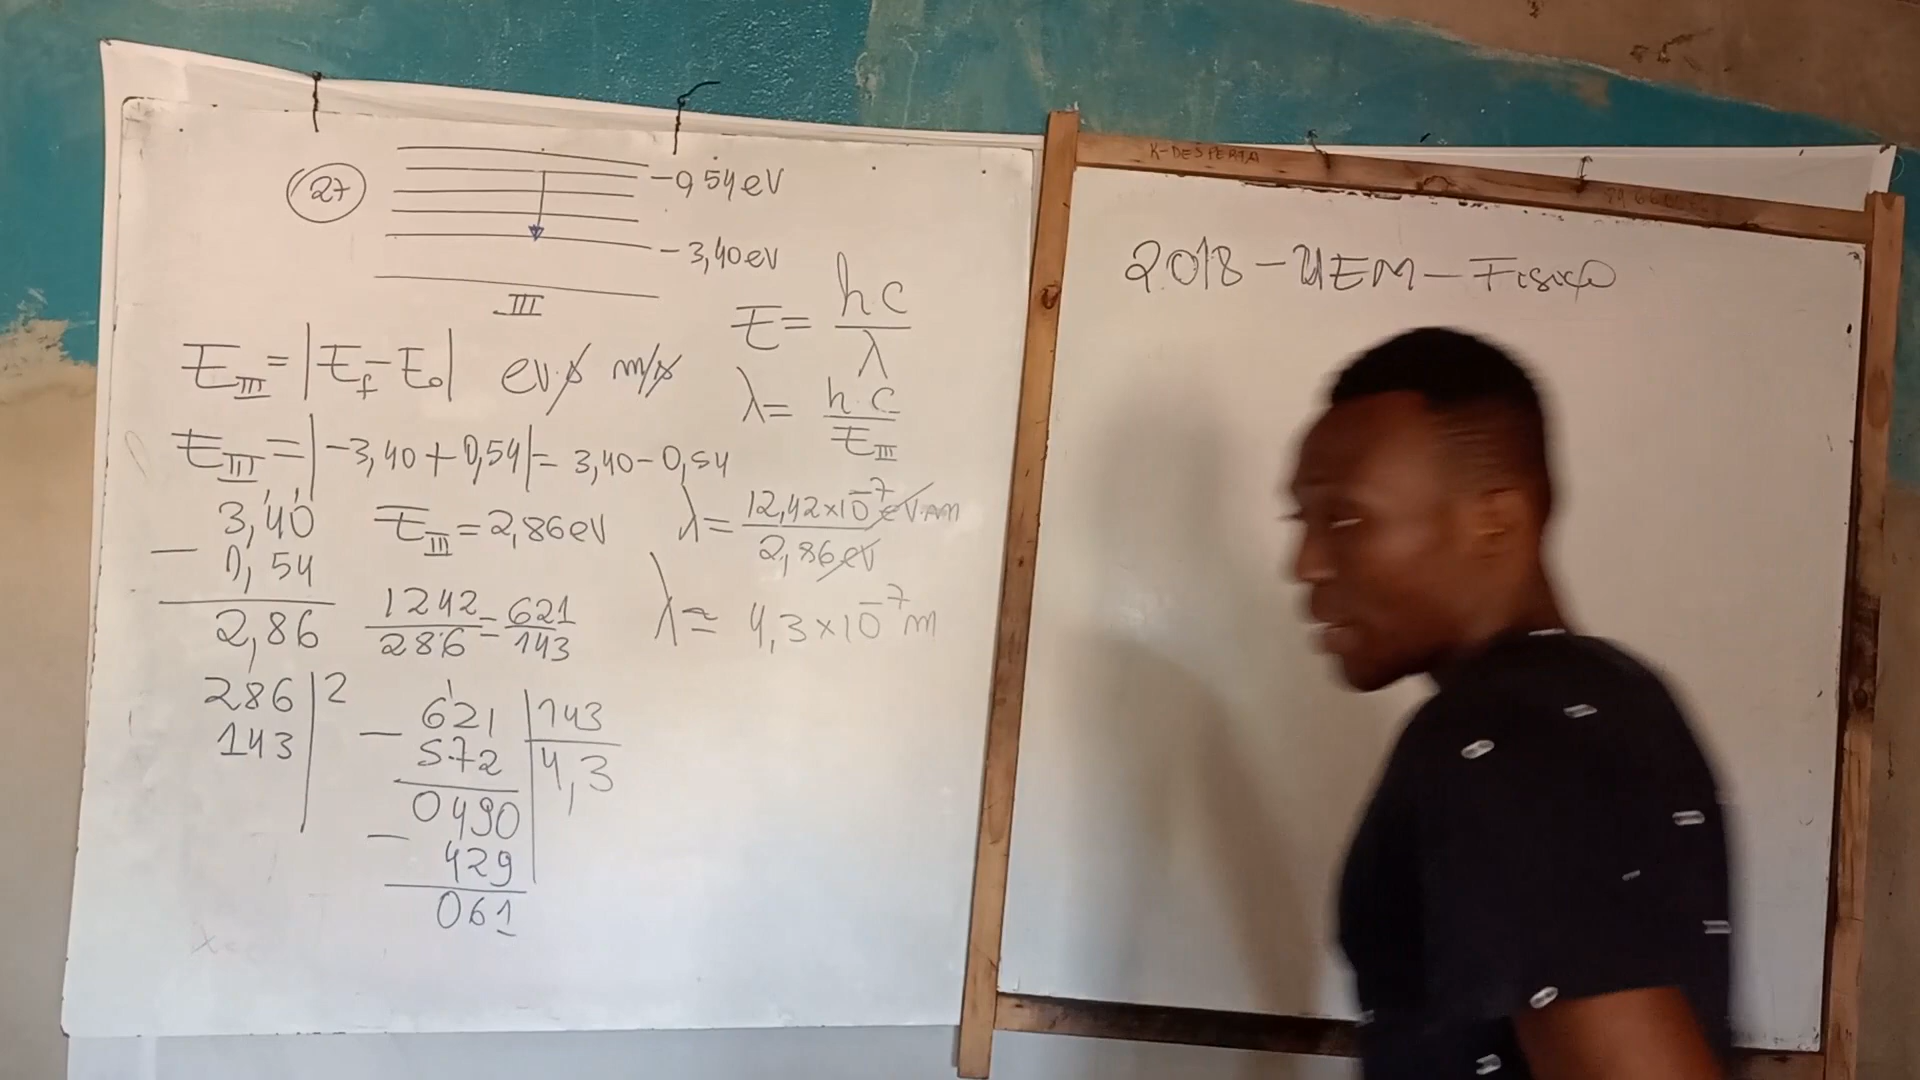 27
-0,54 eV
-3,40 eV
III
E = hc/λ
E_III = |E_f - E_0| eV·s m/s
λ = h·c/E_III
E_III = |-3,40 + 0,54| = 3,40 - 0,54
3,40
- 0,54
2,86
E_III = 2,86 eV
λ = 12,42×10^-7 eV·m/2,86 eV
1242/286 = 621/143
λ = 4,3×10^-7 m
286 | 2
143
621 | 143
- 572 | 4,3
0490
- 429
061
K-DESPERTA
2018 - UEM - Fisica